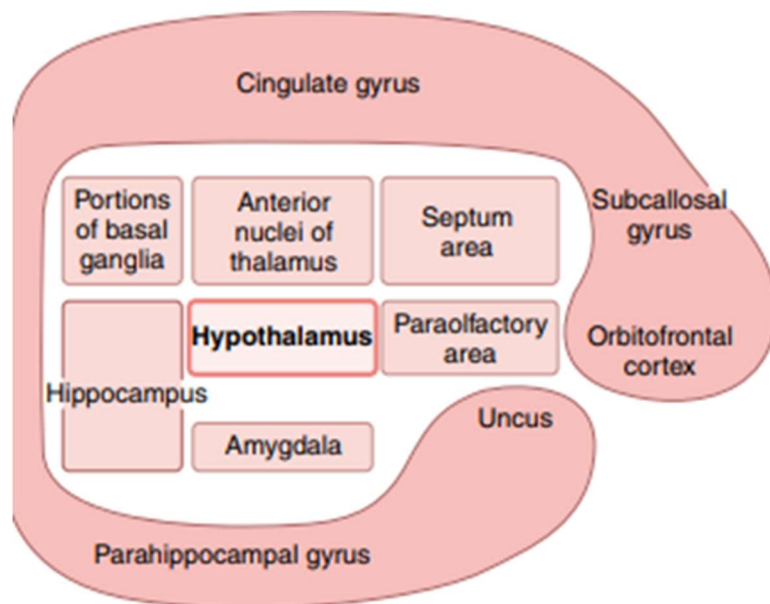 Cingulate gyrus
Portions
of basal
ganglia
Anterior
nuclei of
thalamus
Septum
area
Subcallosal
gyrus
Hypothalamus
Paraolfactory
area
Orbitofrontal
cortex
Hippocampus
Uncus
Amygdala
Parahippocampal gyrus